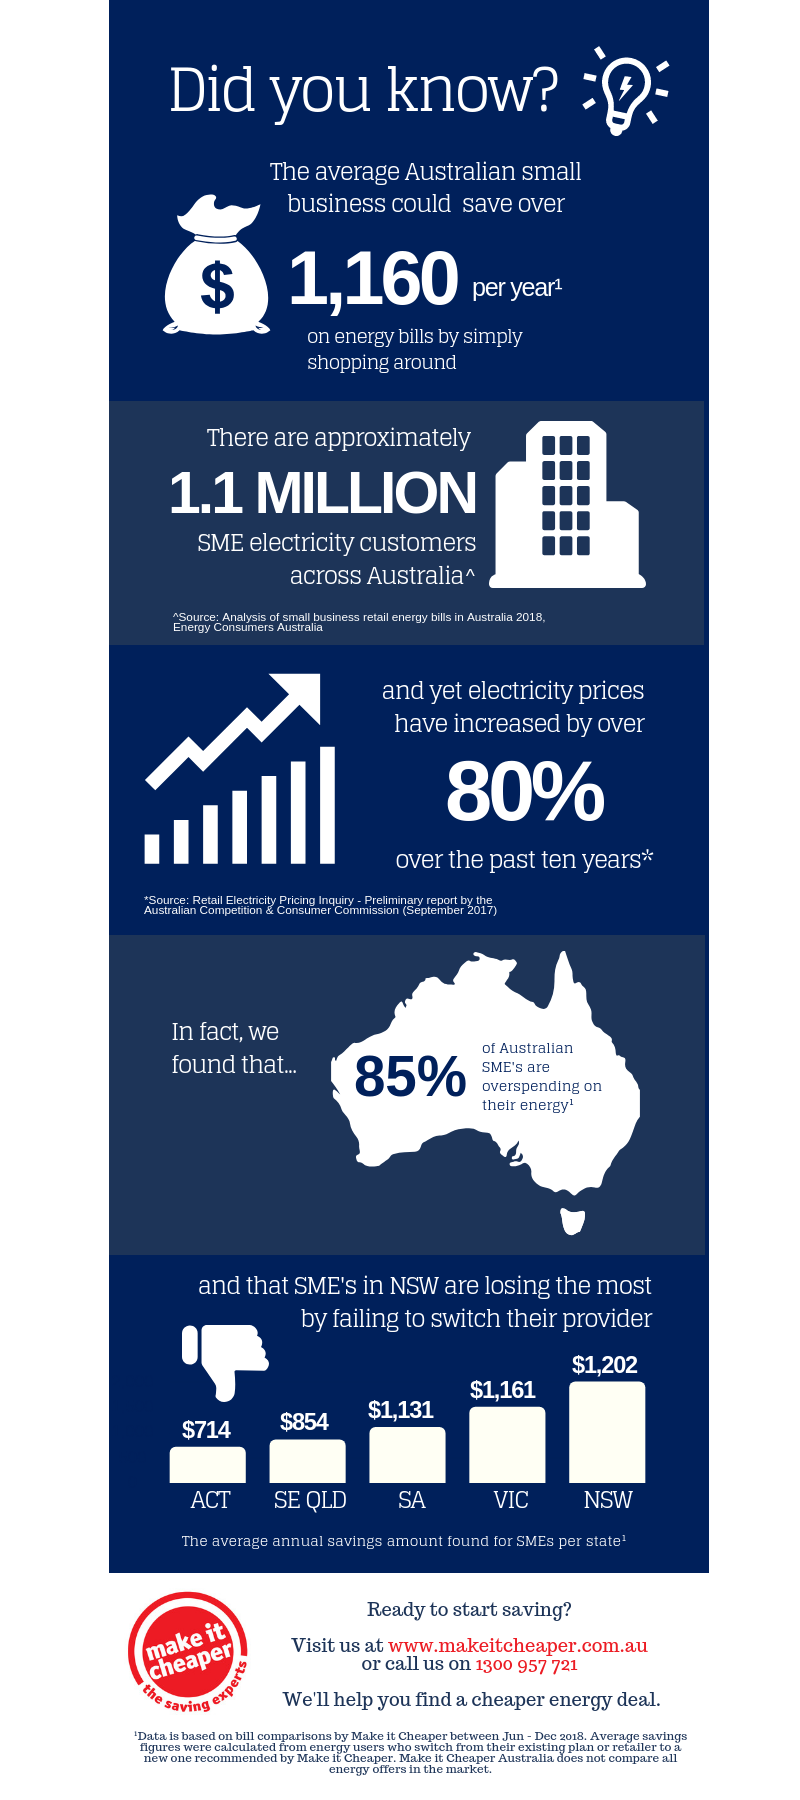 Did you know?
The average Australian small
business could save over
$
1,160 per year¹
on energy bills by simply
shopping around
There are approximately
1.1 MILLION
SME electricity customers
across Australia^
^Source: Analysis of small business retail energy bills in Australia 2018,
Energy Consumers Australia
and yet electricity prices
have increased by over
80%
over the past ten years*
*Source: Retail Electricity Pricing Inquiry - Preliminary report by the
Australian Competition & Consumer Commission (September 2017)
In fact, we
found that...
85%
of Australian
SME's are
overspending on
their energy¹
and that SME's in NSW are losing the most
by failing to switch their provider
$714 $854 $1,131 $1,161 $1,202
ACT SE QLD SA VIC NSW
The average annual savings amount found for SMEs per state¹
make it
cheaper
the saving experts
Ready to start saving?
Visit us at www.makeitcheaper.com.au
or call us on 1300 957 721
We'll help you find a cheaper energy deal.
¹Data is based on bill comparisons by Make it Cheaper between Jun - Dec 2018. Average savings
figures were calculated from energy users who switch from their existing plan or retailer to a
new one recommended by Make it Cheaper. Make it Cheaper Australia does not compare all
energy offers in the market.